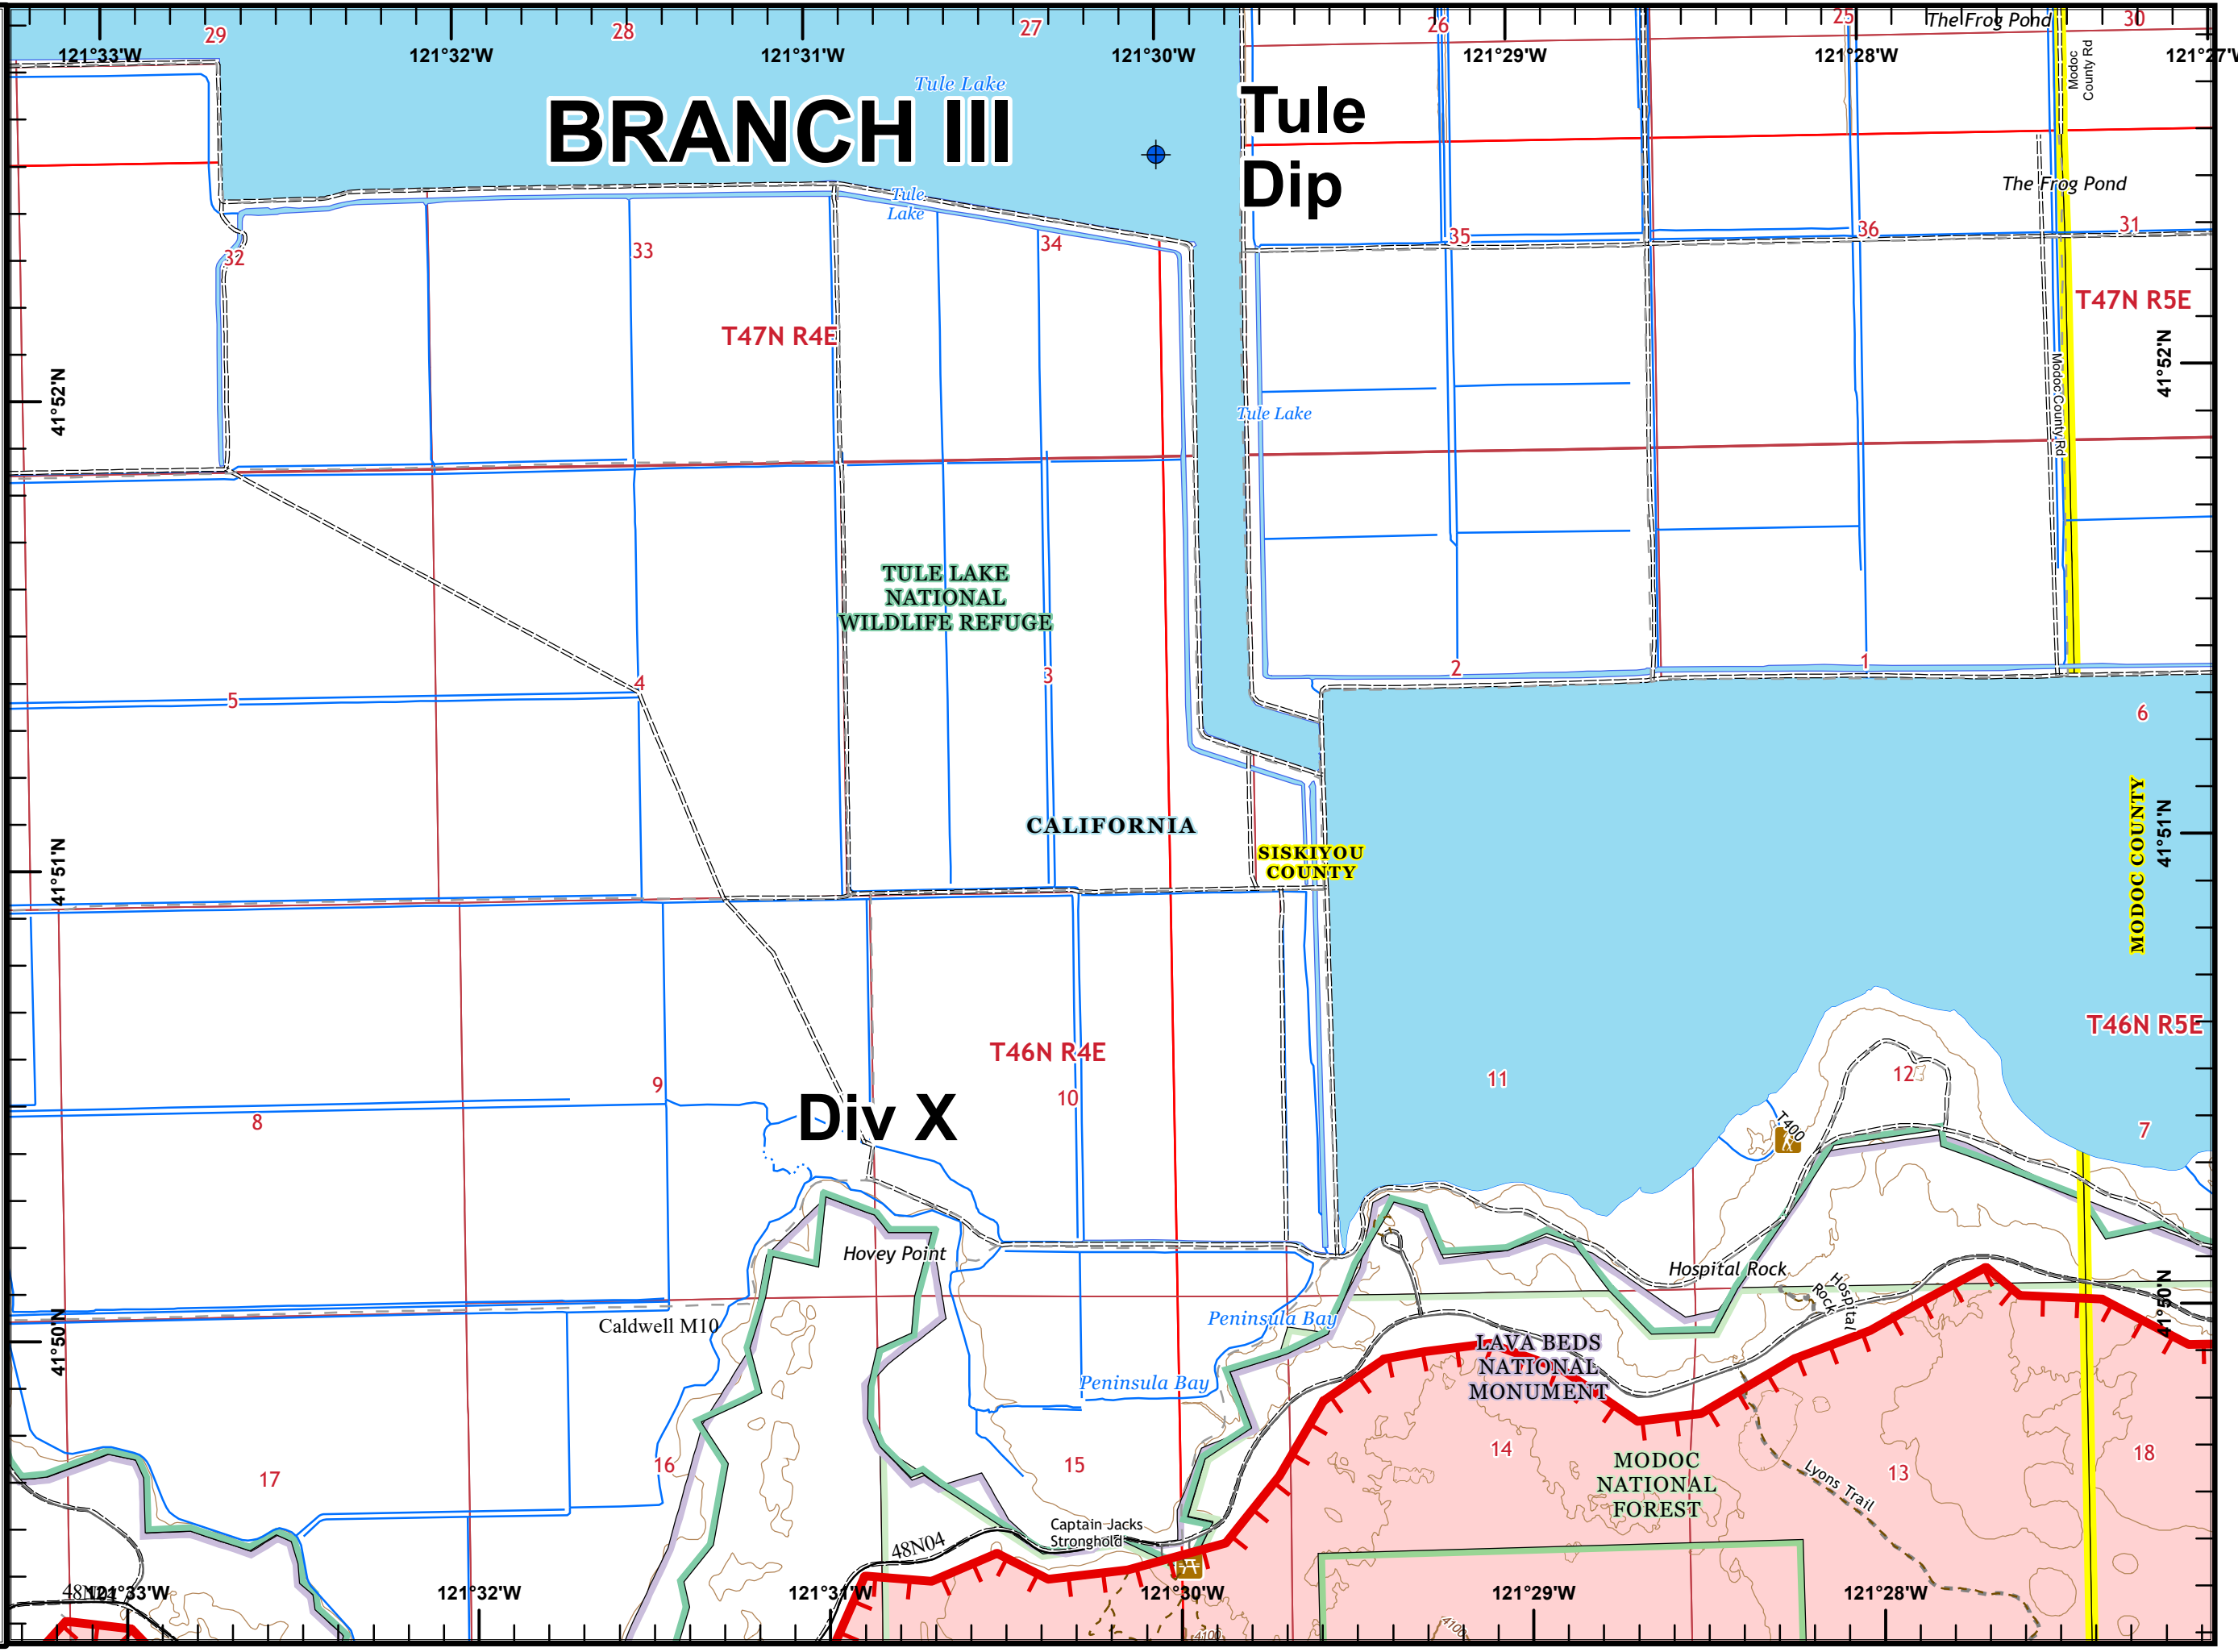 29
28
27
26
25
The Frog Pond
30
121°33'W
121°32'W
121°31'W
121°30'W
121°29'W
121°28'W
121°27'W
Modoc
County Rd
Tule Lake
BRANCH III
Tule
Dip
The Frog Pond
Tule
Lake
32
33
34
35
36
31
T47N R4E
T47N R5E
41°52'N
41°52'N
Modoc County Rd
Tule Lake
TULE LAKE
NATIONAL
WILDLIFE REFUGE
5
4
3
2
1
6
CALIFORNIA
SISKIYOU
COUNTY
MODOC COUNTY
41°51'N
41°51'N
T46N R4E
T46N R5E
8
9
10
11
12
7
Div X
T400
Hovey Point
Hospital Rock
Hospital
Rock
Caldwell M10
Peninsula Bay
41°50'N
41°50'N
LAVA BEDS
NATIONAL
MONUMENT
Peninsula Bay
17
16
15
14
13
18
MODOC
NATIONAL
FOREST
Lyons Trail
Captain Jacks
Stronghold
48N04
48N04
121°33'W
121°32'W
121°31'W
121°30'W
121°29'W
121°28'W
4100
4100